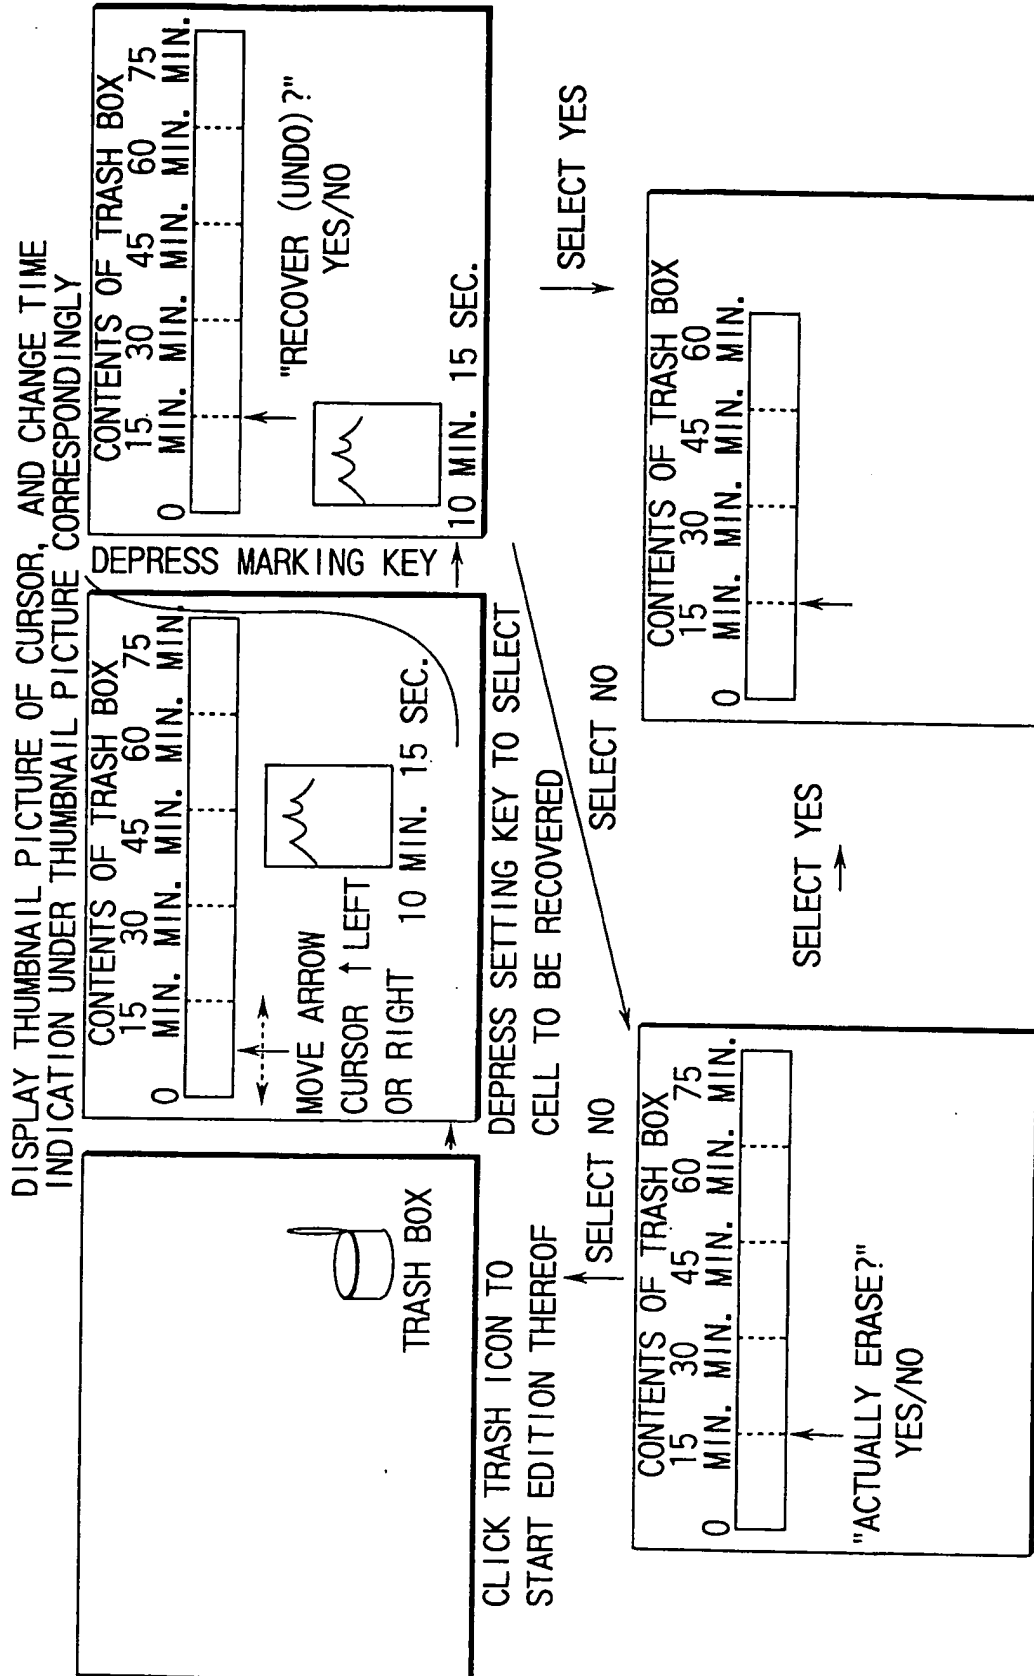 DISPLAY THUMBNAIL PICTURE OF CURSOR, AND CHANGE TIME
INDICATION UNDER THUMBNAIL PICTURE CORRESPONDINGLY
TRASH BOX
CLICK TRASH ICON TO
START EDITION THEREOF
CONTENTS OF TRASH BOX
15 30 45 60 75
0 MIN. MIN. MIN. MIN. MIN.
MOVE ARROW
CURSOR ↑ LEFT
OR RIGHT
10 MIN. 15 SEC.
DEPRESS SETTING KEY TO SELECT
CELL TO BE RECOVERED
DEPRESS MARKING KEY
CONTENTS OF TRASH BOX
15 30 45 60 75
0 MIN. MIN. MIN. MIN. MIN.
"RECOVER (UNDO)?"
YES/NO
10 MIN. 15 SEC.
SELECT YES
SELECT NO
SELECT NO
CONTENTS OF TRASH BOX
15 30 45 60 75
0 MIN. MIN. MIN. MIN. MIN.
"ACTUALLY ERASE?"
YES/NO
SELECT YES
CONTENTS OF TRASH BOX
15 30 45 60
0 MIN. MIN. MIN. MIN.